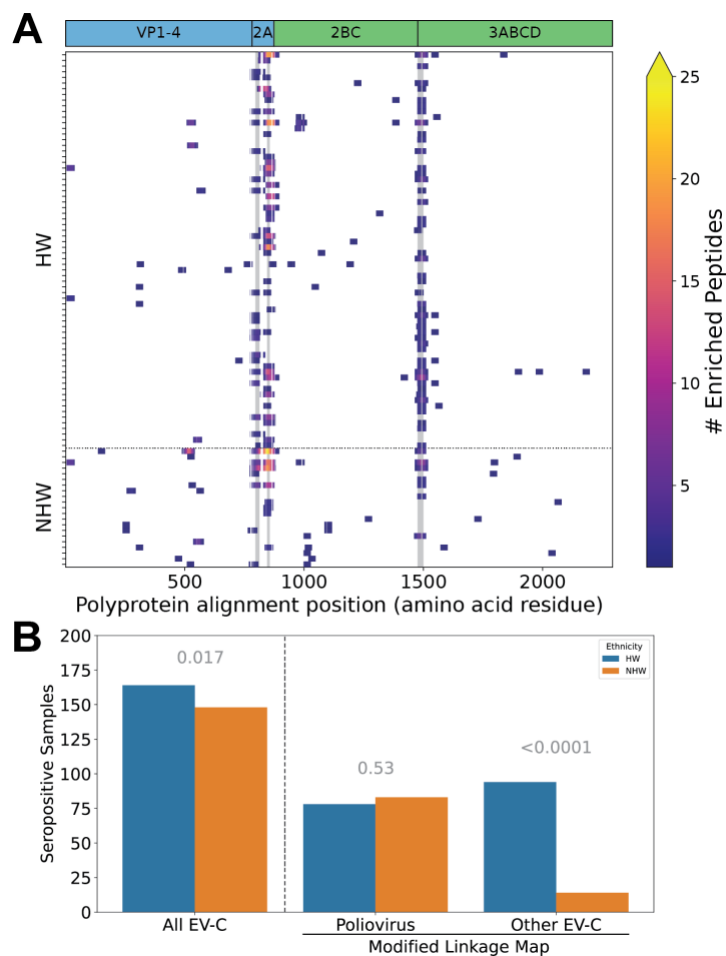 A
VP1-4 2A 2BC 3ABCD
HW
NHW
25
20
15
10
5
# Enriched Peptides
500 1000 1500 2000
Polyprotein alignment position (amino acid residue)
B
Seropositive Samples
200
175
150
125
100
75
50
25
0
0.017
0.53
<0.0001
Ethnicity
HW
NHW
All EV-C Poliovirus Other EV-C
Modified Linkage Map